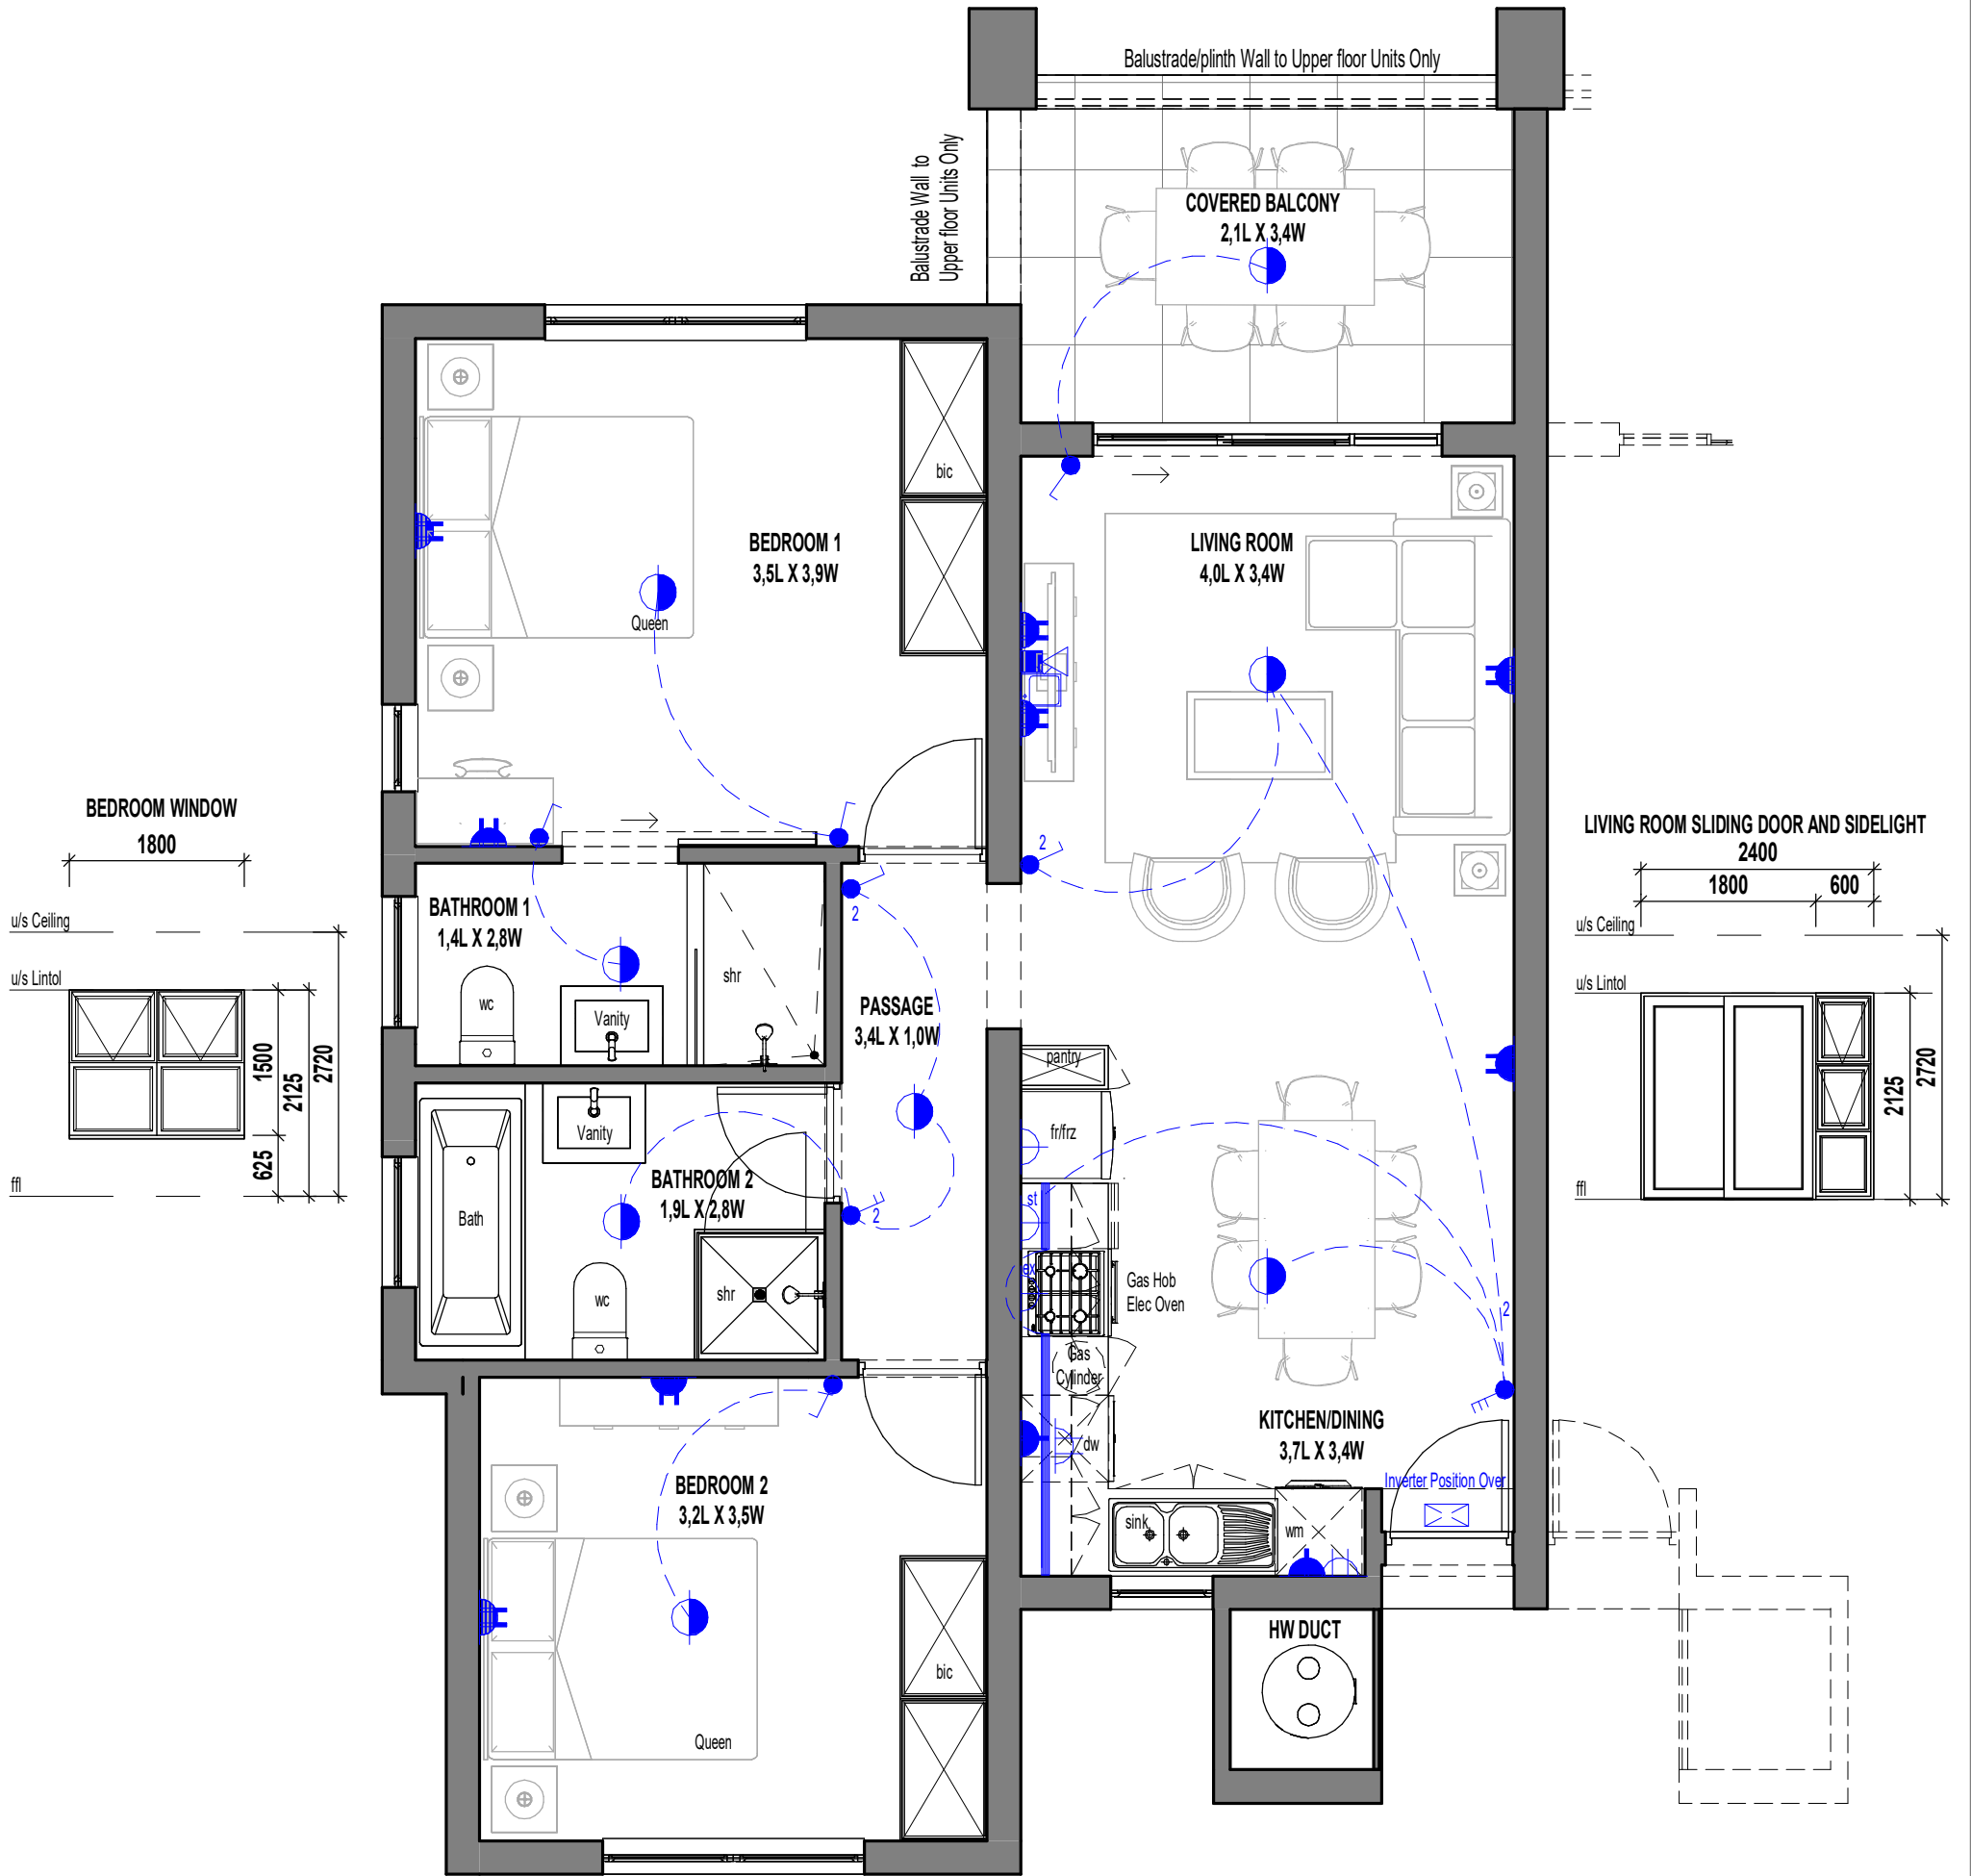 Balustrade/plinth Wall to Upper floor Units Only
Balustrade Wall to
Upper floor Units Only
COVERED BALCONY
2,1L X 3,4W
bic
BEDROOM 1
3,5L X 3,9W
Queen
LIVING ROOM
4,0L X 3,4W
BEDROOM WINDOW
1800
u/s Ceiling
u/s Lintol
ffl
1500
625
2125
2720
LIVING ROOM SLIDING DOOR AND SIDELIGHT
2400
1800
600
u/s Ceiling
u/s Lintol
ffl
2125
2720
2
2
BATHROOM 1
1,4L X 2,8W
wc
Vanity
shr
PASSAGE
3,4L X 1,0W
pantry
fr/frz
Vanity
BATHROOM 2
1,9L X 2,8W
Bath
2
wc
shr
st
ex
Gas Hob
Elec Oven
2
Gas
Cylinder
dw
KITCHEN/DINING
3,7L X 3,4W
Inverter Position Over
sink
wm
BEDROOM 2
3,2L X 3,5W
bic
Queen
HW DUCT